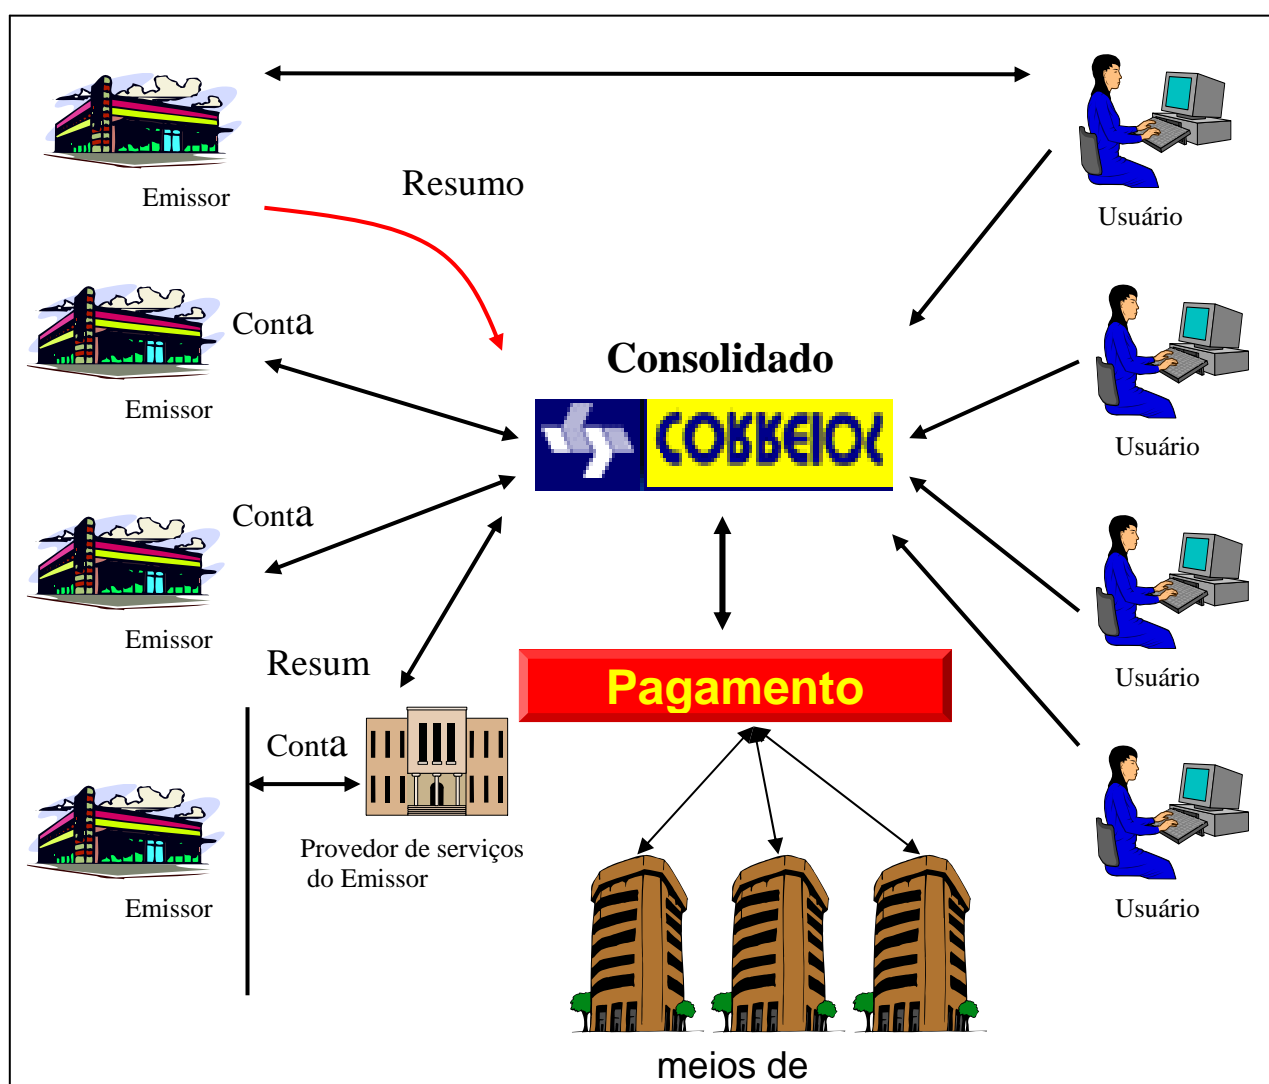 Emissor
Resumo
Usuário
Conta
Emissor
Consolidado
CORREIOS
Usuário
Conta
Emissor
Resum
Pagamento
Usuário
Conta
Provedor de serviços
do Emissor
Emissor
Usuário
meios de